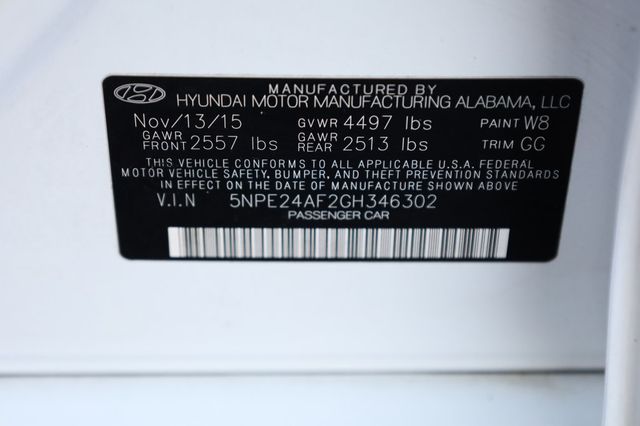 MANUFACTURED BY
HYUNDAI MOTOR MANUFACTURING ALABAMA, LLC
Nov/13/15 GVWR 4497 lbs PAINT W8
GAWR FRONT 2557 lbs GAWR REAR 2513 lbs TRIM GG
THIS VEHICLE CONFORMS TO ALL APPLICABLE U.S.A. FEDERAL
MOTOR VEHICLE SAFETY, BUMPER, AND THEFT PREVENTION STANDARDS
IN EFFECT ON THE DATE OF MANUFACTURE SHOWN ABOVE
V.I.N 5NPE24AF2GH346302
PASSENGER CAR